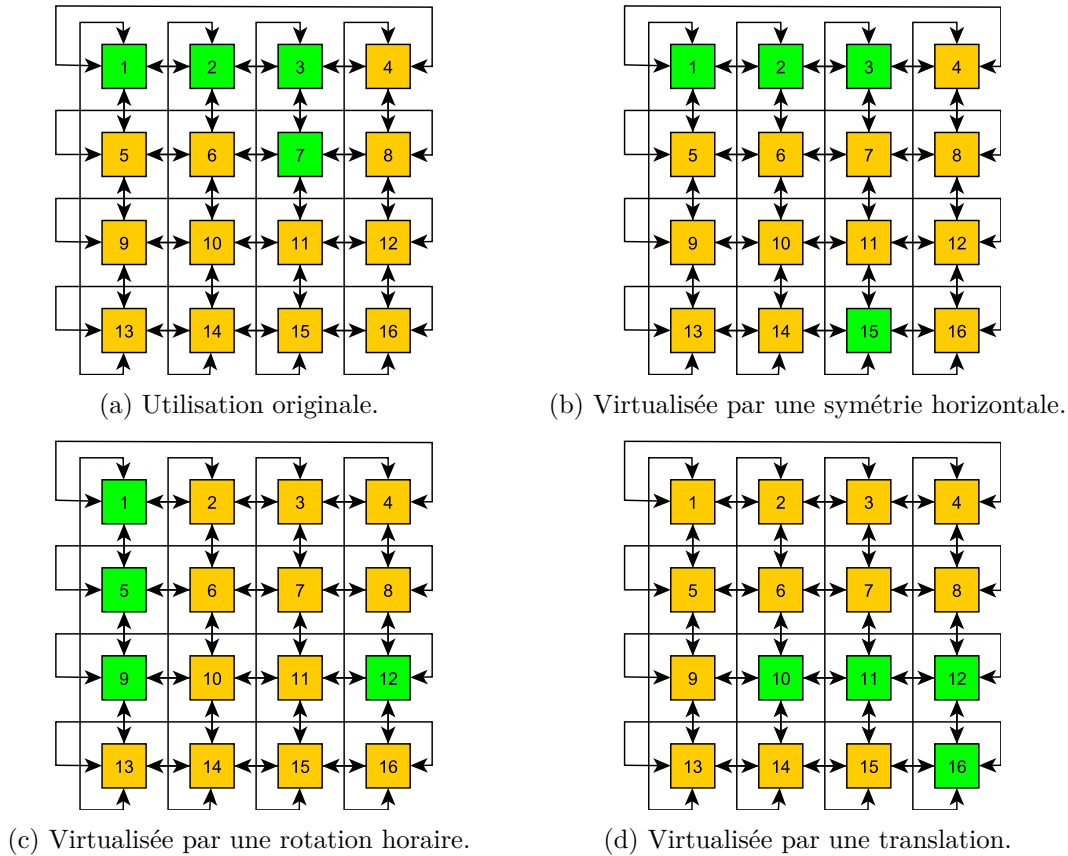 1 2 3 4 1 2 3 4
5 6 7 8 5 6 7 8
9 10 11 12 9 10 11 12
13 14 15 16 13 14 15 16
(a) Utilisation originale. (b) Virtualisée par une symétrie horizontale.
1 2 3 4 1 2 3 4
5 6 7 8 5 6 7 8
9 10 11 12 9 10 11 12
13 14 15 16 13 14 15 16
(c) Virtualisée par une rotation horaire. (d) Virtualisée par une translation.